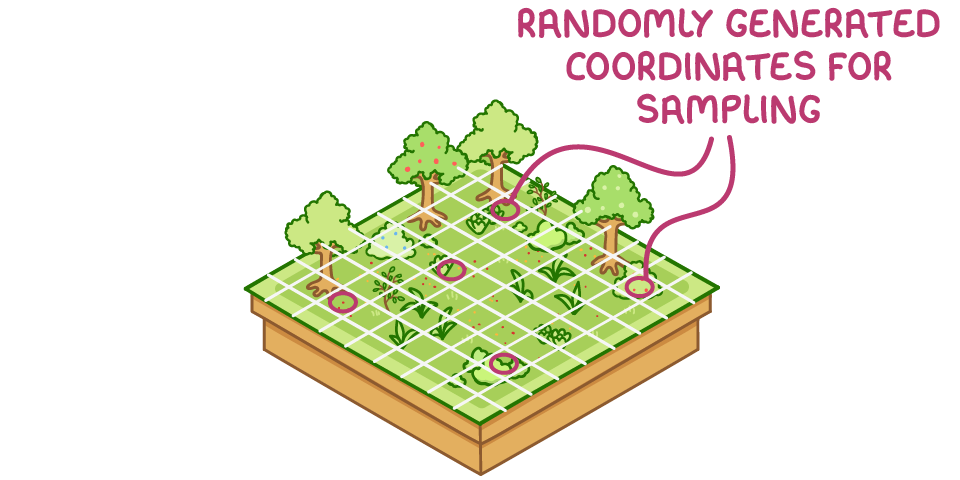 RANDOMLY GENERATED
COORDINATES FOR
SAMPLING